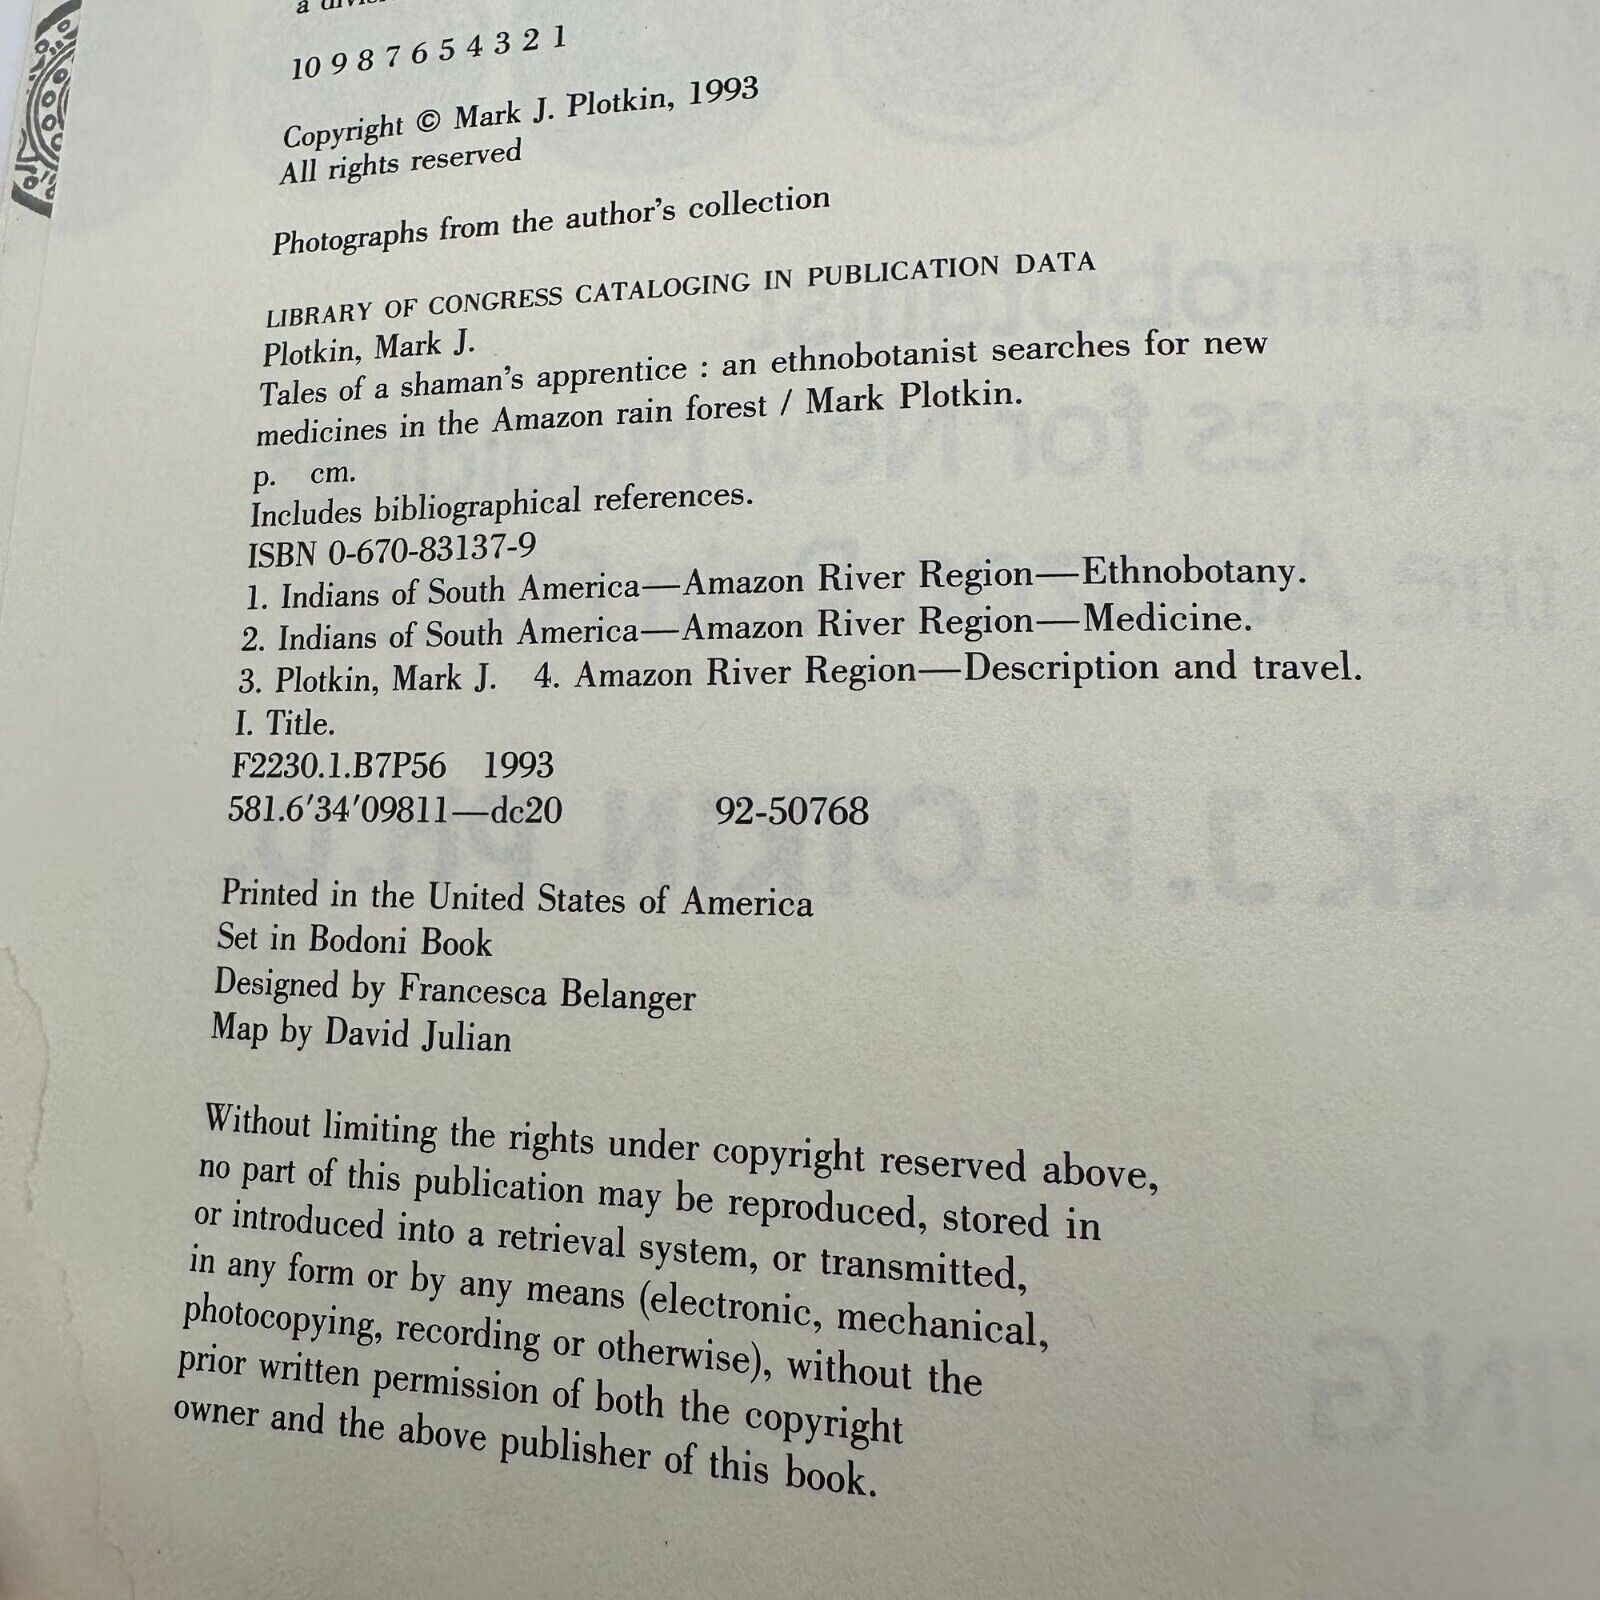 a
10 9 8 7 6 5 4 3 2 1
Copyright © Mark J. Plotkin, 1993
All rights reserved
Photographs from the author's collection
LIBRARY OF CONGRESS CATALOGING IN PUBLICATION DATA
Plotkin, Mark J.
Tales of a shaman's apprentice : an ethnobotanist searches for new
medicines in the Amazon rain forest / Mark Plotkin.
p. cm.
Includes bibliographical references.
ISBN 0-670-83137-9
1. Indians of South America—Amazon River Region—Ethnobotany.
2. Indians of South America—Amazon River Region—Medicine.
3. Plotkin, Mark J. 4. Amazon River Region—Description and travel.
I. Title.
F2230.1.B7P56 1993
581.6'34'09811—dc20 92-50768
Printed in the United States of America
Set in Bodoni Book
Designed by Francesca Belanger
Map by David Julian
Without limiting the rights under copyright reserved above,
no part of this publication may be reproduced, stored in
or introduced into a retrieval system, or transmitted,
in any form or by any means (electronic, mechanical,
photocopying, recording or otherwise), without the
prior written permission of both the copyright
owner and the above publisher of this book.